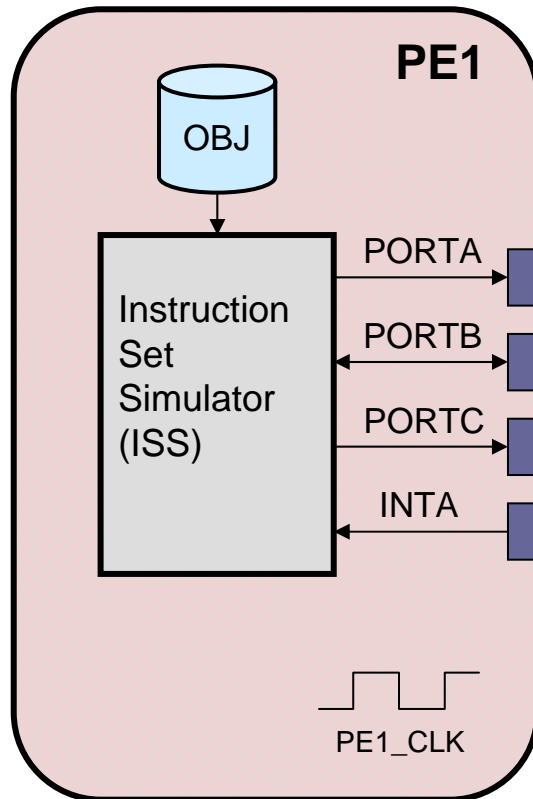 PE1
OBJ
Instruction
Set
Simulator
(ISS)
PORTA
PORTB
PORTC
INTA
PE1_CLK